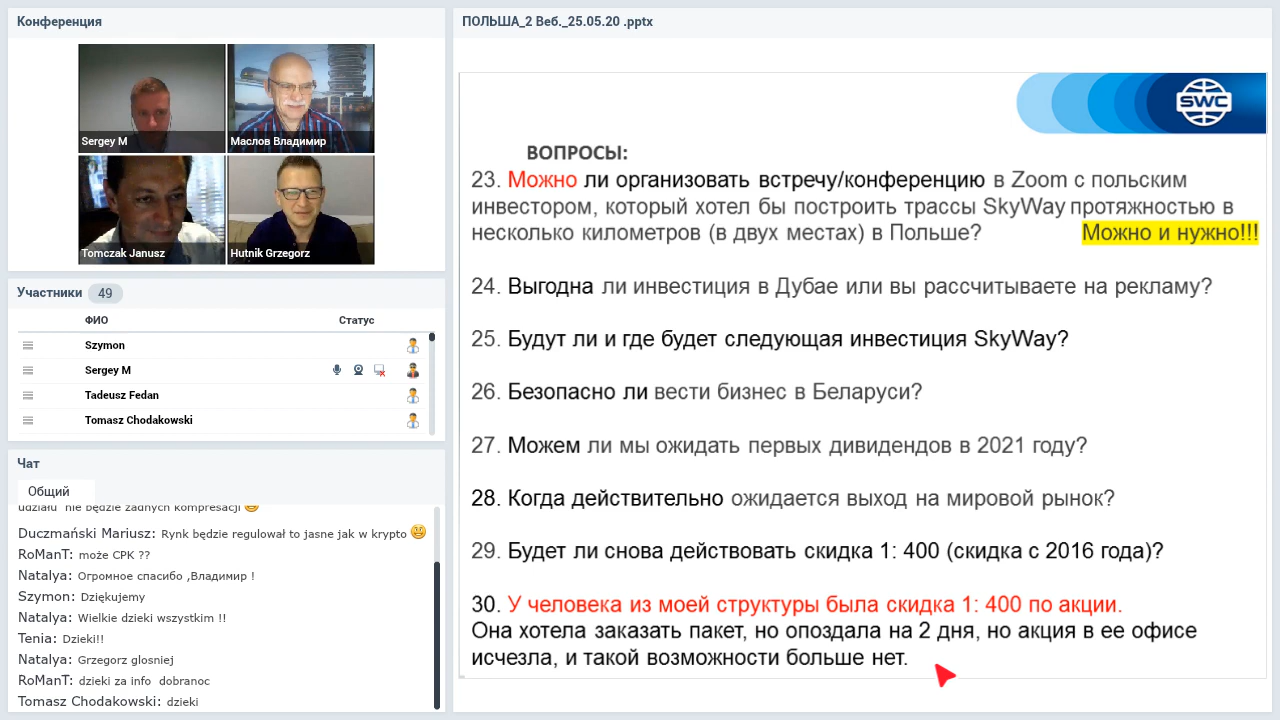 Конференция
Sergey M
Маслов Владимир
Tomczak Janusz
Hutnik Grzegorz
Участники 49
ФИО Статус
Szymon
Sergey M
Tadeusz Fedan
Tomasz Chodakowski
Чат
Общий
udziału nie będzie żadnych kompresacji
Duczmański Mariusz: Rynk będzie regulował to jasne jak w krypto
RoManT: może CPK ??
Natalya: Огромное спасибо ,Владимир !
Szymon: Dziękujemy
Natalya: Wielkie dzieki wszystkim !!
Tenia: Dzieki!!
Natalya: Grzegorz glosniej
RoManT: dzieki za info dobranoc
Tomasz Chodakowski: dzieki
ПОЛЬША_2 Веб._25.05.20 .pptx
SWC
ВОПРОСЫ:
23. Можно ли организовать встречу/конференцию в Zoom с польским
инвестором, который хотел бы построить трассы SkyWay протяжностью в
несколько километров (в двух местах) в Польше? Можно и нужно!!!
24. Выгодна ли инвестиция в Дубае или вы рассчитываете на рекламу?
25. Будут ли и где будет следующая инвестиция SkyWay?
26. Безопасно ли вести бизнес в Беларуси?
27. Можем ли мы ожидать первых дивидендов в 2021 году?
28. Когда действительно ожидается выход на мировой рынок?
29. Будет ли снова действовать скидка 1: 400 (скидка с 2016 года)?
30. У человека из моей структуры была скидка 1: 400 по акции.
Она хотела заказать пакет, но опоздала на 2 дня, но акция в ее офисе
исчезла, и такой возможности больше нет.